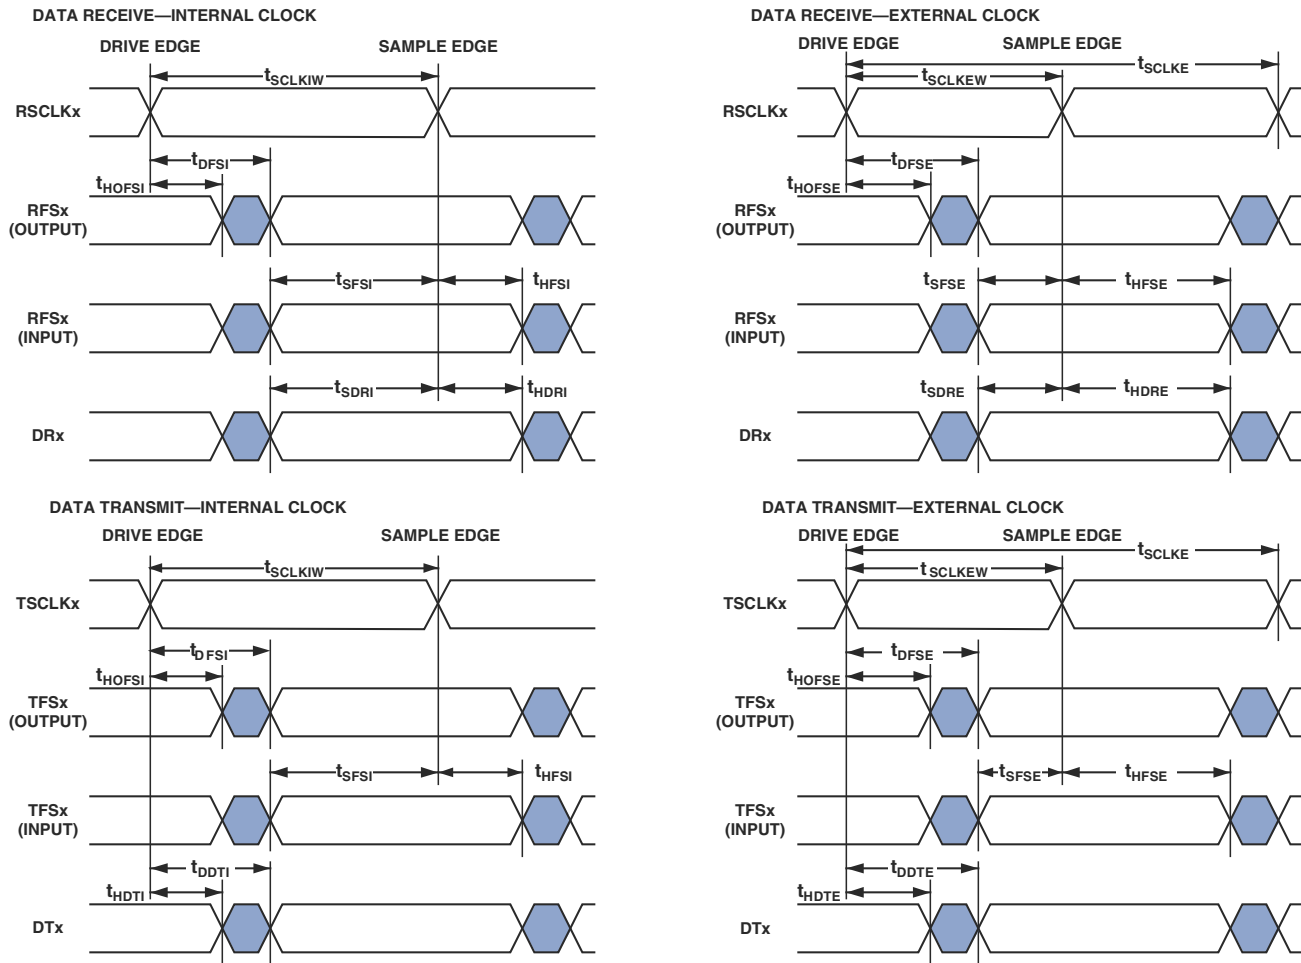 DATA RECEIVE—INTERNAL CLOCK
DRIVE EDGE SAMPLE EDGE
tSCLKIW
RSCLKx
tDFSI
tHOFSI
RFSx
(OUTPUT)
tSFSI tHFSI
RFSx
(INPUT)
tSDRI tHDRI
DRx
DATA RECEIVE—EXTERNAL CLOCK
DRIVE EDGE SAMPLE EDGE
tSCLKE
tSCLKEW
RSCLKx
tDFSE
tHOFSE
RFSx
(OUTPUT)
tSFSE tHFSE
RFSx
(INPUT)
tSDRE tHDRE
DRx
DATA TRANSMIT—INTERNAL CLOCK
DRIVE EDGE SAMPLE EDGE
tSCLKIW
TSCLKx
tDFSI
tHOFSI
TFSx
(OUTPUT)
tSFSI tHFSI
TFSx
(INPUT)
tDDTI
tHDTI
DTx
DATA TRANSMIT—EXTERNAL CLOCK
DRIVE EDGE SAMPLE EDGE
tSCLKE
tSCLKEW
TSCLKx
tDFSE
tHOFSE
TFSx
(OUTPUT)
tSFSE tHFSE
TFSx
(INPUT)
tDDTE
tHDTE
DTx